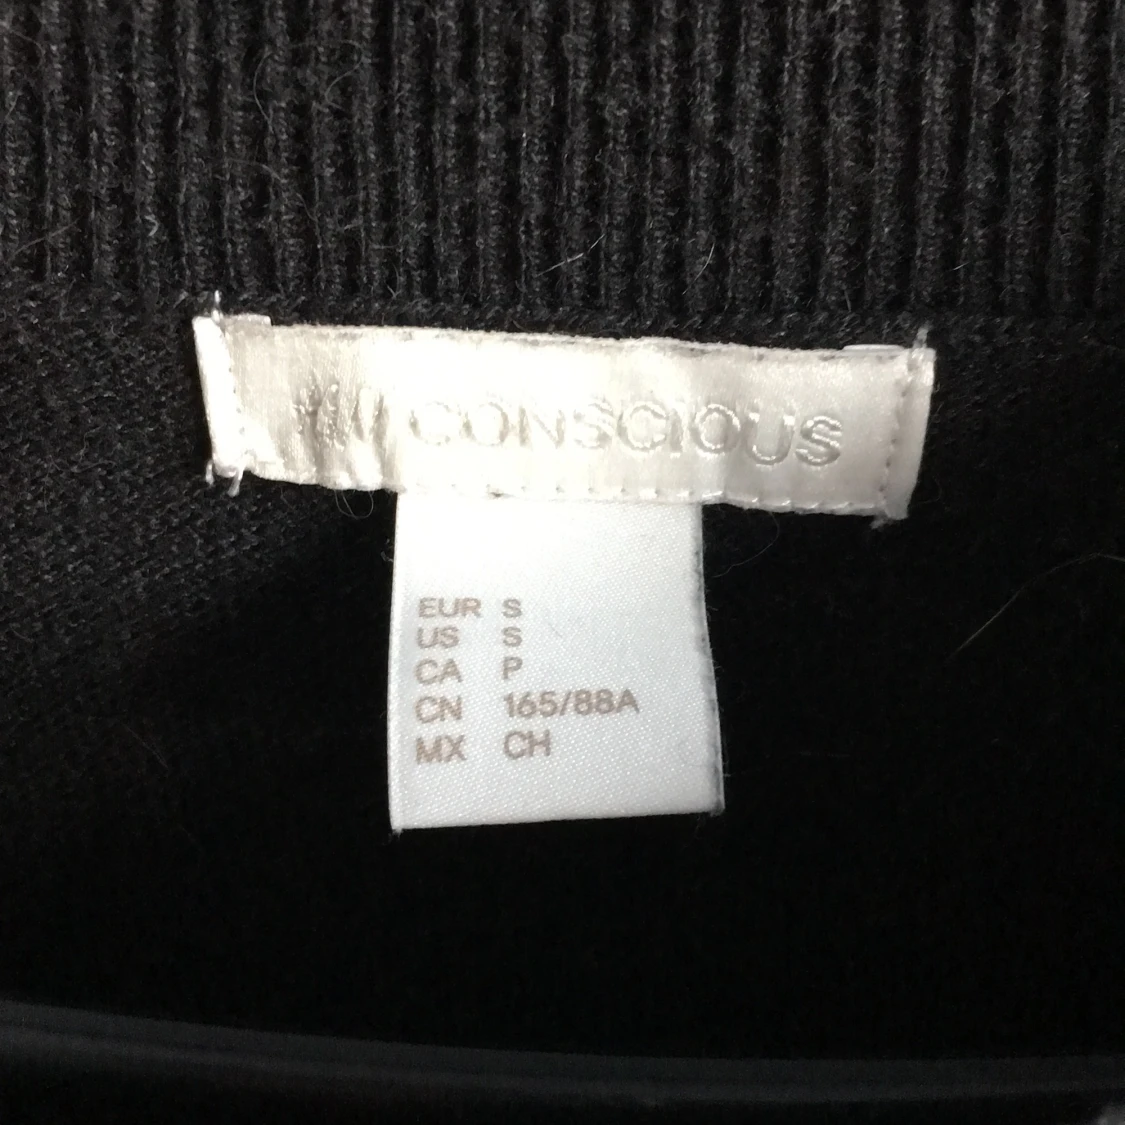 H&M CONSCIOUS
EUR S
US S
CA P
CN 165/88A
MX CH